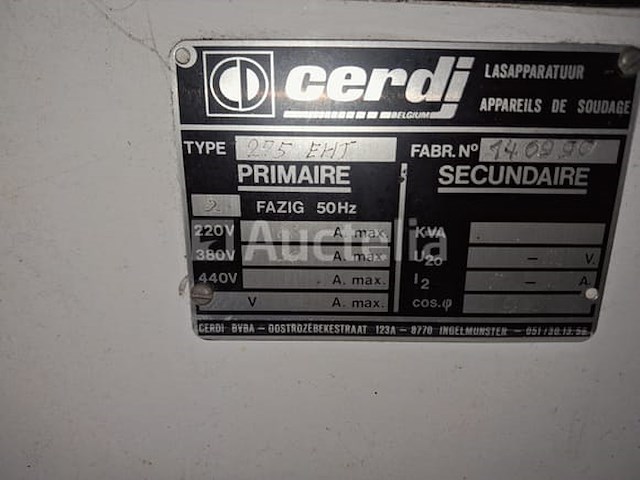 CD cerdi LASAPPARATUUR
BELGIUM APPAREILS DE SOUDAGE
TYPE 275 EHT FABR. Nº 140990
PRIMAIRE SECUNDAIRE
2 FAZIG 50Hz
220V A. max. KVA
380V A. max. U20 – V.
440V A. max. I2 – A.
V A. max. cos.φ
CERDI BVBA – OOSTROZEBEKESTRAAT 123A – 8770 INGELMUNSTER – 051/30.13.56
Auctelia